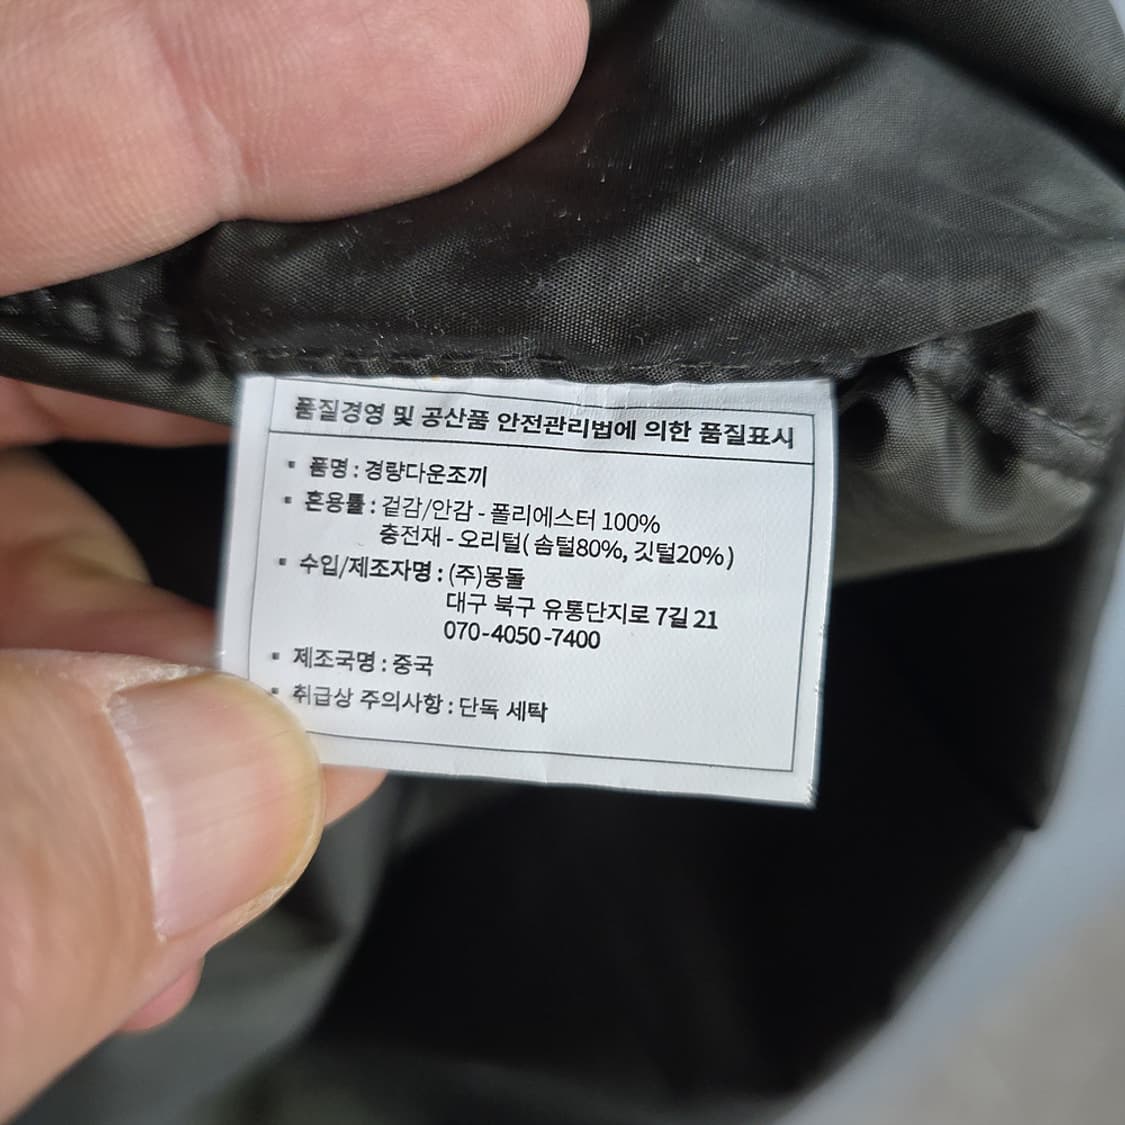 품질경영 및 공산품 안전관리법에 의한 품질표시
▪ 품명 : 경량다운조끼
▪ 혼용률 : 겉감/안감 - 폴리에스터 100%
충전재 - 오리털( 솜털80%, 깃털20% )
▪ 수입/제조자명 : (주)몽돌
대구 북구 유통단지로 7길 21
070-4050-7400
▪ 제조국명 : 중국
▪ 취급상 주의사항 : 단독 세탁